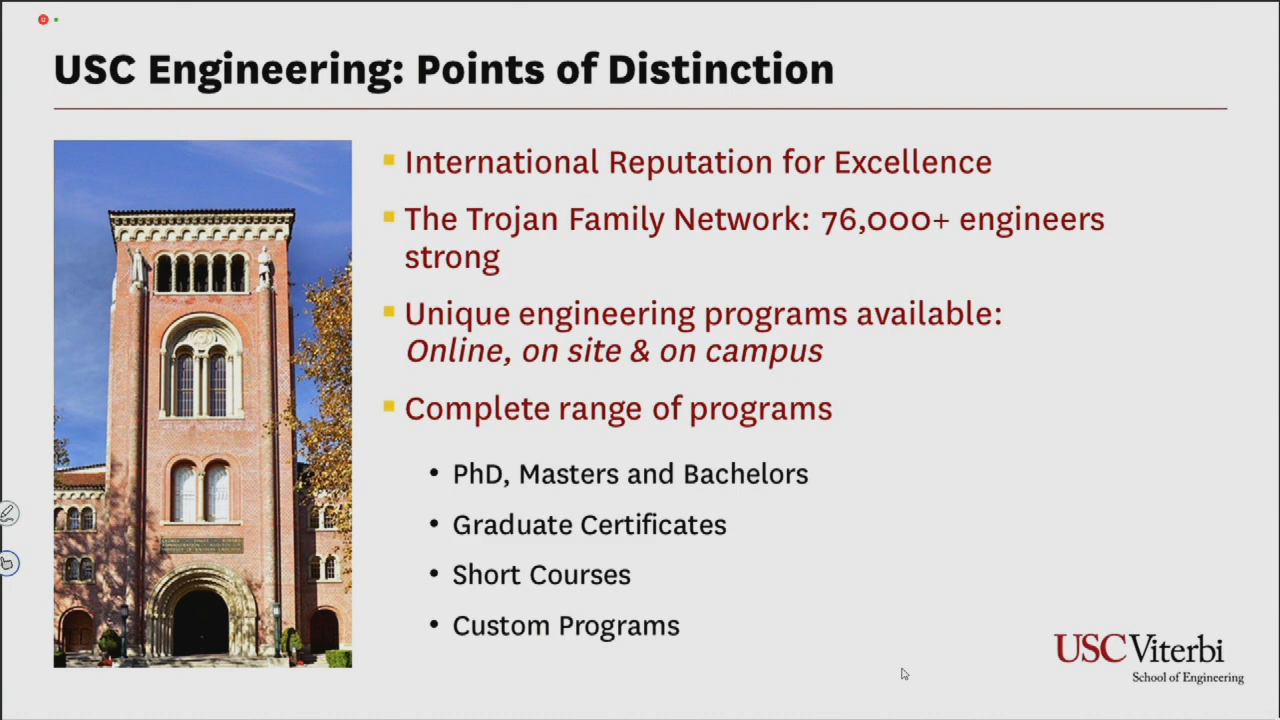 USC Engineering: Points of Distinction
International Reputation for Excellence
The Trojan Family Network: 76,000+ engineers
strong
Unique engineering programs available:
Online, on site & on campus
Complete range of programs
• PhD, Masters and Bachelors
• Graduate Certificates
• Short Courses
• Custom Programs
USC Viterbi
School of Engineering